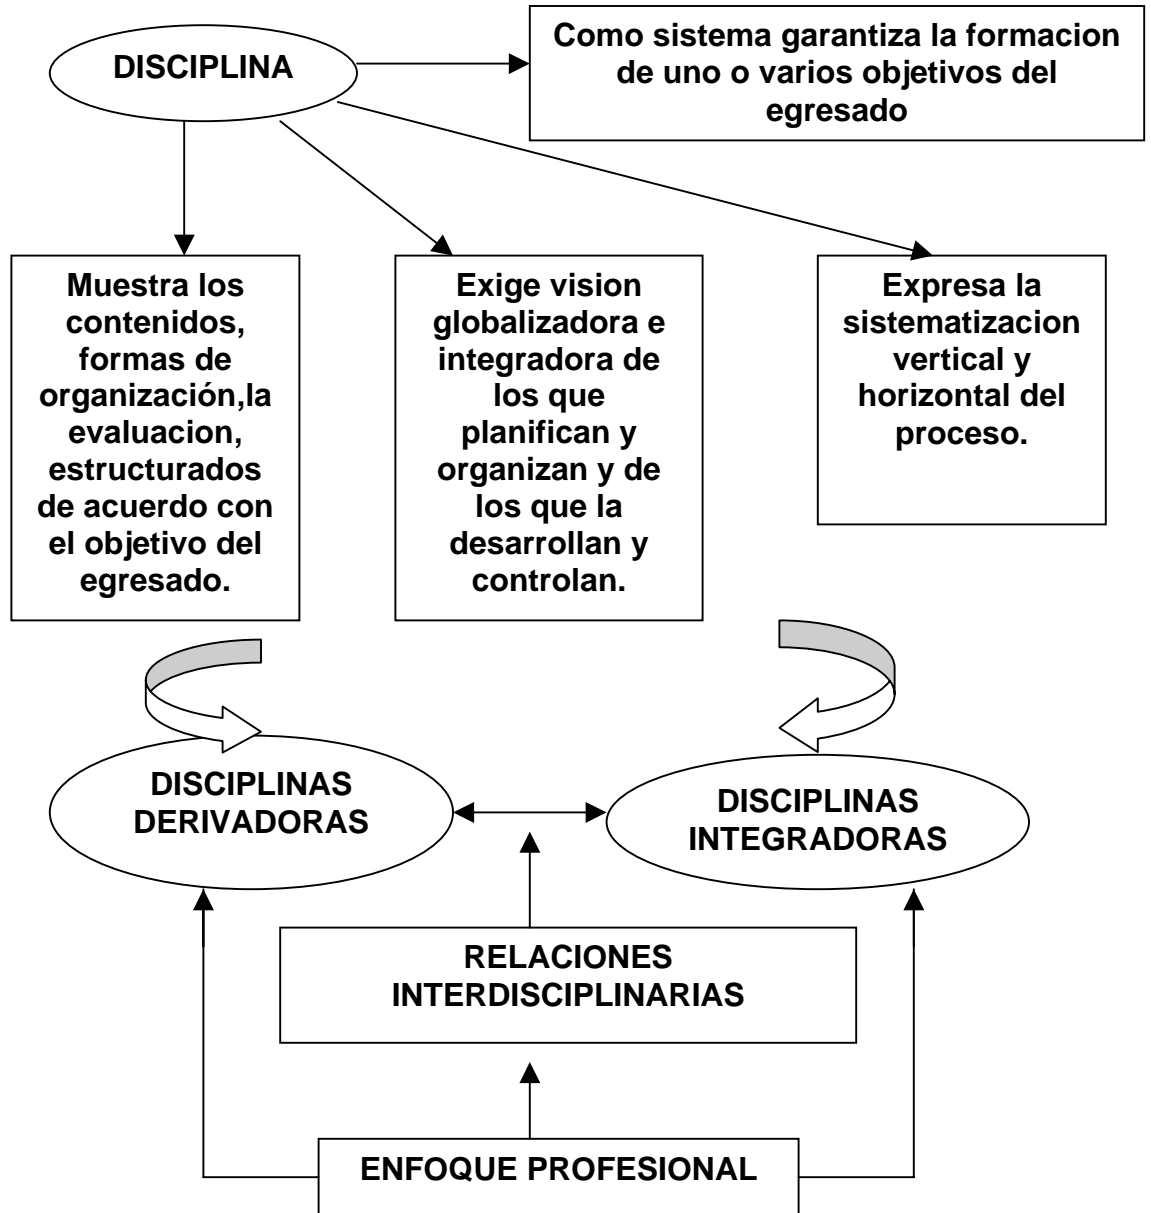 DISCIPLINA
Como sistema garantiza la formacion
de uno o varios objetivos del
egresado
Muestra los
contenidos,
formas de
organización,la
evaluacion,
estructurados
de acuerdo con
el objetivo del
egresado.
Exige vision
globalizadora e
integradora de
los que
planifican y
organizan y de
los que la
desarrollan y
controlan.
Expresa la
sistematizacion
vertical y
horizontal del
proceso.
DISCIPLINAS
DERIVADORAS
DISCIPLINAS
INTEGRADORAS
RELACIONES
INTERDISCIPLINARIAS
ENFOQUE PROFESIONAL